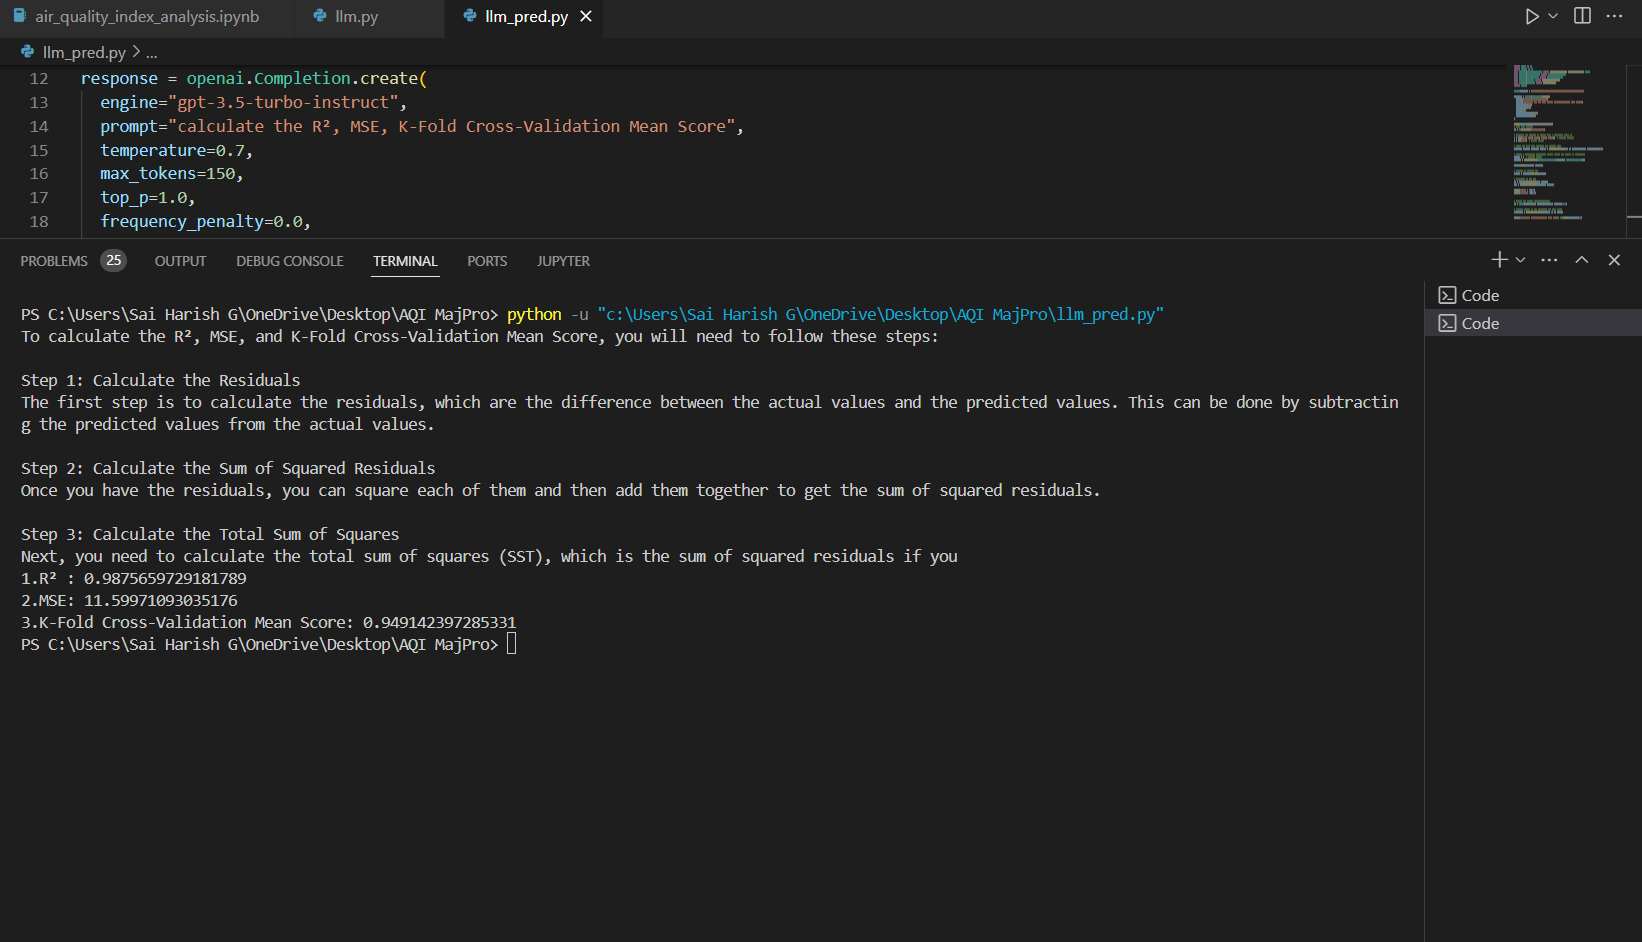 air_quality_index_analysis.ipynb llm.py llm_pred.py
llm_pred.py > ...
12 response = openai.Completion.create(
13 engine="gpt-3.5-turbo-instruct",
14 prompt="calculate the R², MSE, K-Fold Cross-Validation Mean Score",
15 temperature=0.7,
16 max_tokens=150,
17 top_p=1.0,
18 frequency_penalty=0.0,
PROBLEMS 25 OUTPUT DEBUG CONSOLE TERMINAL PORTS JUPYTER
Code
Code
PS C:\Users\Sai Harish G\OneDrive\Desktop\AQI MajPro> python -u "c:\Users\Sai Harish G\OneDrive\Desktop\AQI MajPro\llm_pred.py"
To calculate the R², MSE, and K-Fold Cross-Validation Mean Score, you will need to follow these steps:
Step 1: Calculate the Residuals
The first step is to calculate the residuals, which are the difference between the actual values and the predicted values. This can be done by subtractin
g the predicted values from the actual values.
Step 2: Calculate the Sum of Squared Residuals
Once you have the residuals, you can square each of them and then add them together to get the sum of squared residuals.
Step 3: Calculate the Total Sum of Squares
Next, you need to calculate the total sum of squares (SST), which is the sum of squared residuals if you
1.R² : 0.9875659729181789
2.MSE: 11.59971093035176
3.K-Fold Cross-Validation Mean Score: 0.949142397285331
PS C:\Users\Sai Harish G\OneDrive\Desktop\AQI MajPro>